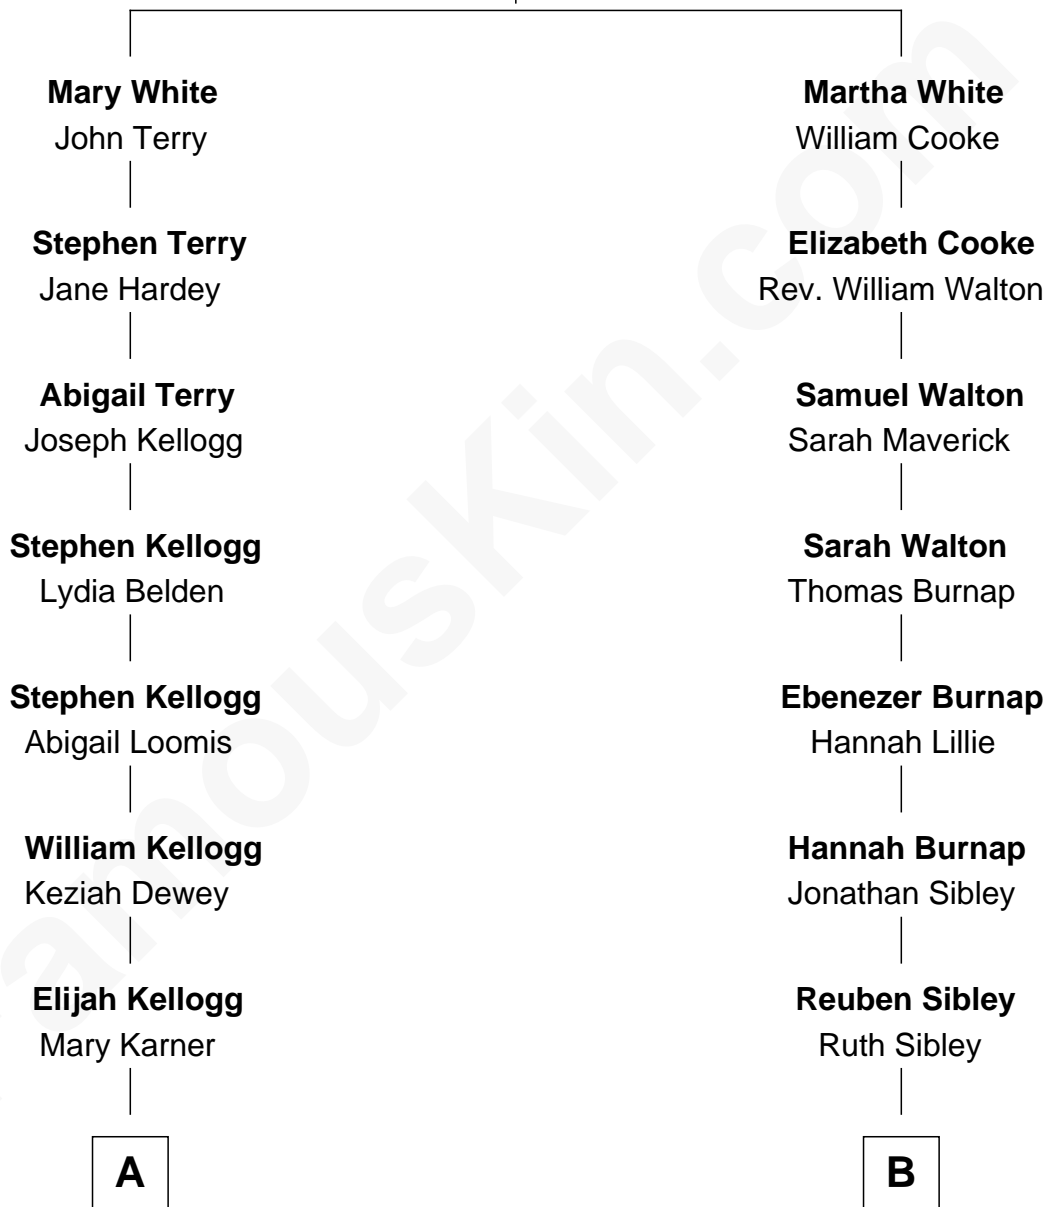 Mary White
John Terry
Stephen Terry
Jane Hardey
Abigail Terry
Joseph Kellogg
Stephen Kellogg
Lydia Belden
Stephen Kellogg
Abigail Loomis
William Kellogg
Keziah Dewey
Elijah Kellogg
Mary Karner
A
Martha White
William Cooke
Elizabeth Cooke
Rev. William Walton
Samuel Walton
Sarah Maverick
Sarah Walton
Thomas Burnap
Ebenezer Burnap
Hannah Lillie
Hannah Burnap
Jonathan Sibley
Reuben Sibley
Ruth Sibley
B
amousKin.com